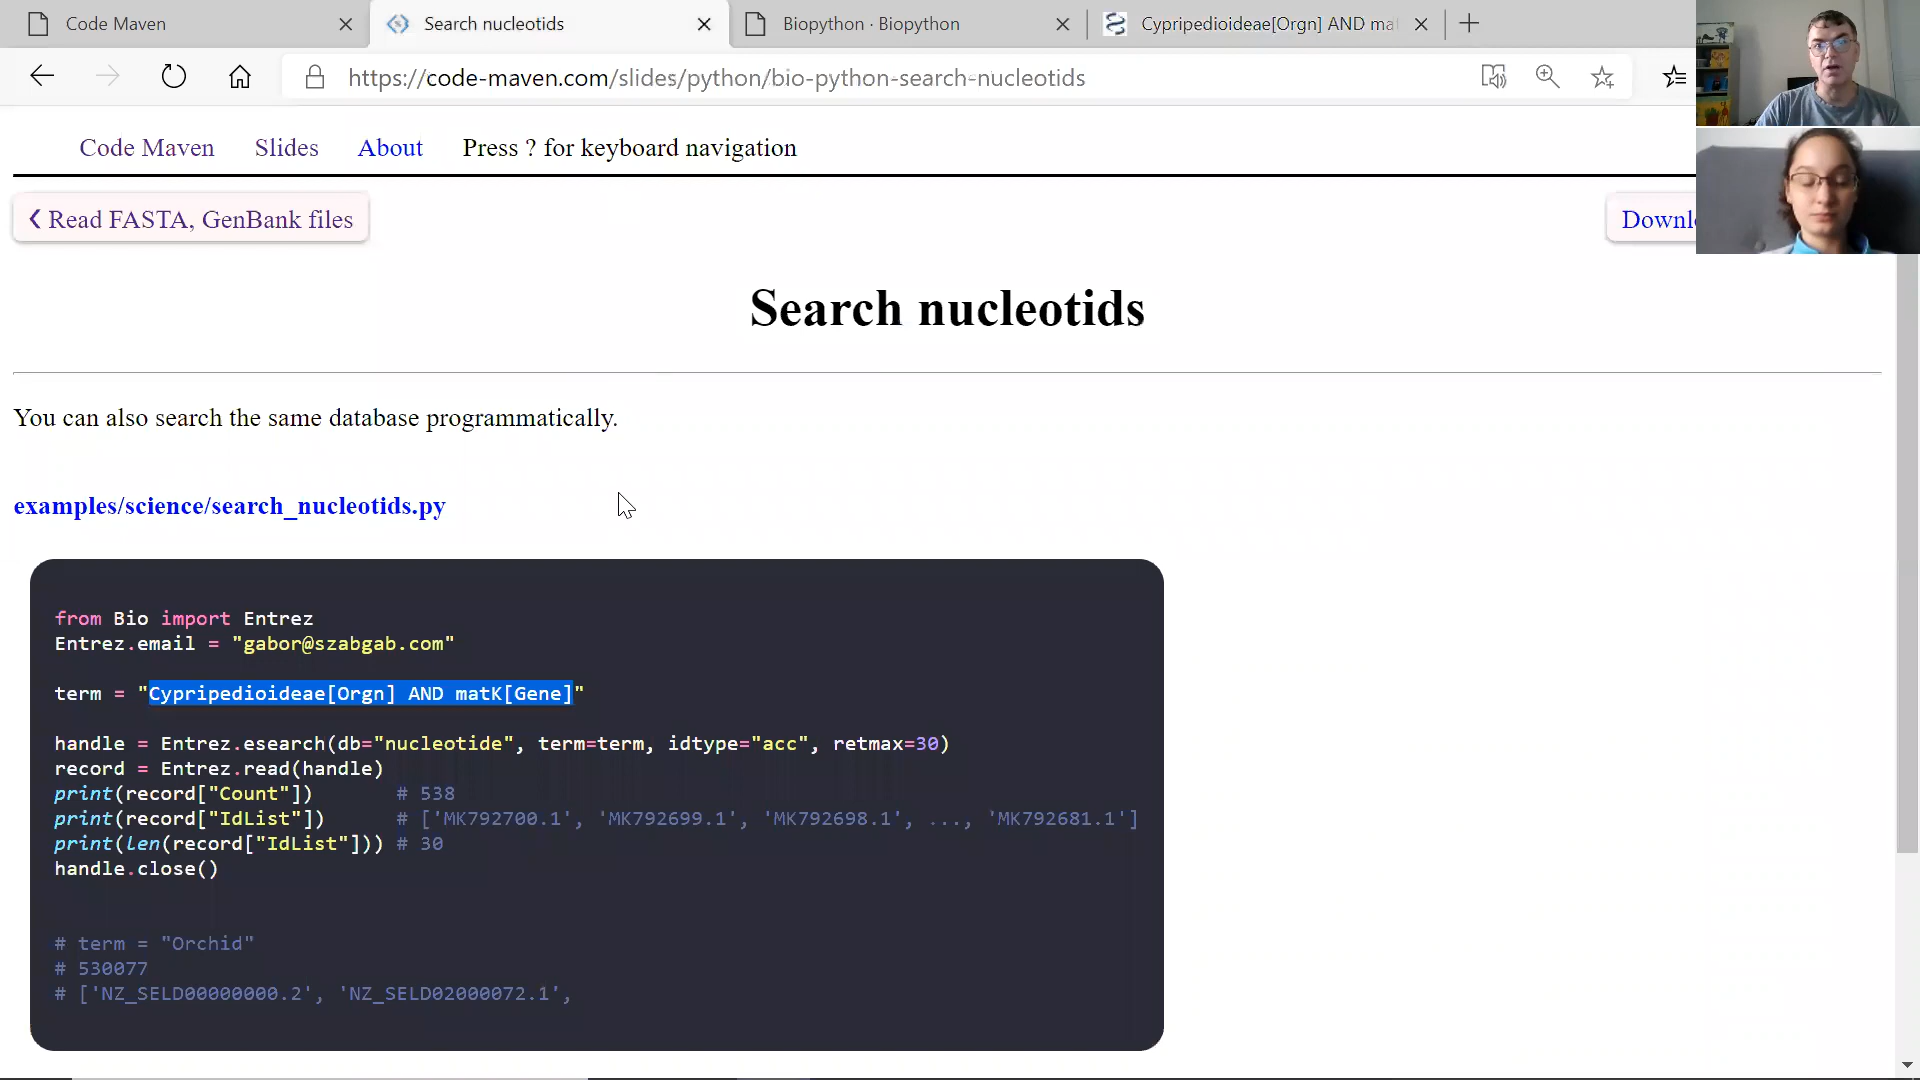 Code Maven
Search nucleotids
Biopython · Biopython
Cypripedioideae[Orgn] AND ma
https://code-maven.com/slides/python/bio-python-search-nucleotids
Code Maven Slides About Press ? for keyboard navigation
Read FASTA, GenBank files
Downl
Search nucleotids
You can also search the same database programmatically.
examples/science/search_nucleotids.py
from Bio import Entrez
Entrez.email = "gabor@szabgab.com"
term = "Cypripedioideae[Orgn] AND matK[Gene]"
handle = Entrez.esearch(db="nucleotide", term=term, idtype="acc", retmax=30)
record = Entrez.read(handle)
print(record["Count"]) # 538
print(record["IdList"]) # ['MK792700.1', 'MK792699.1', 'MK792698.1', ..., 'MK792681.1']
print(len(record["IdList"])) # 30
handle.close()
# term = "Orchid"
# 530077
# ['NZ_SELD00000000.2', 'NZ_SELD02000072.1',